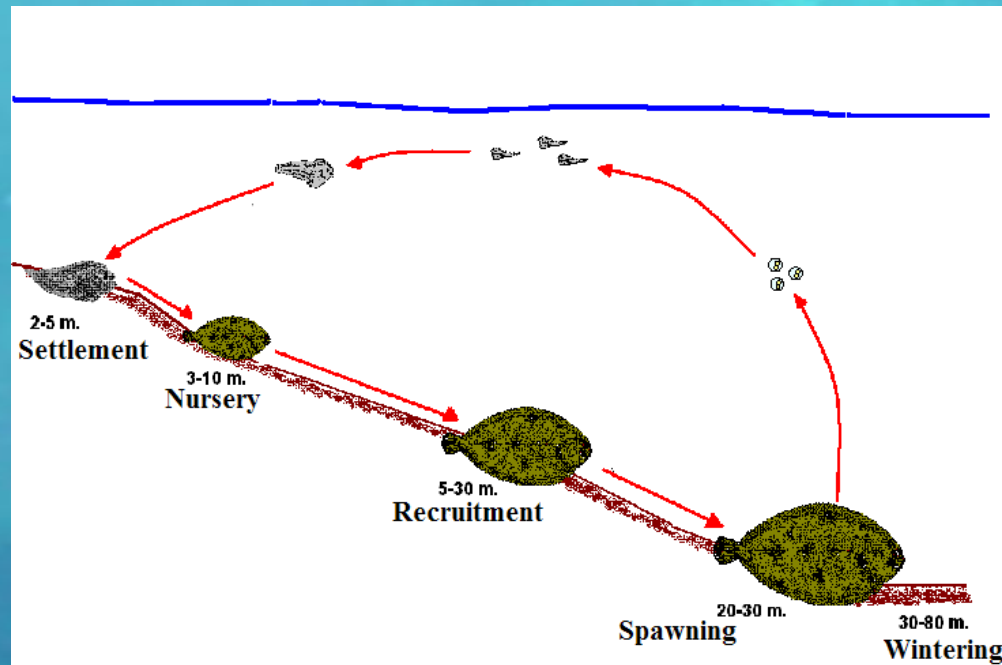 2-5 m.
Settlement
3-10 m.
Nursery
5-30 m.
Recruitment
20-30 m.
Spawning
30-80 m.
Wintering